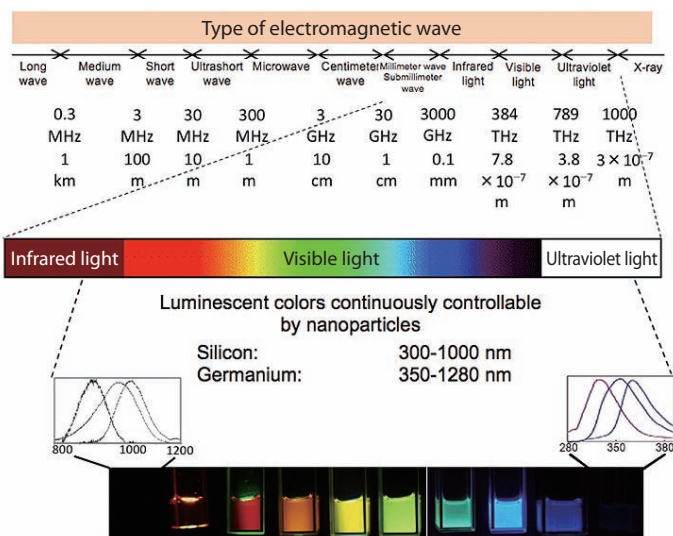 Type of electromagnetic wave
Long wave
Medium wave
Short wave
Ultrashort wave
Microwave
Centimeter wave
Millimeter wave Submillimeter wave
Infrared light
Visible light
Ultraviolet light
X-ray
0.3 3 30 300 3 30 3000 384 789 1000
MHz MHz MHz MHz GHz GHz GHz THz THz THz
1 100 10 1 10 1 0.1 7.8 3.8 3 × 10⁻⁷
km m m m cm cm mm × 10⁻⁷ × 10⁻⁷ m
m m
Infrared light Visible light Ultraviolet light
Luminescent colors continuously controllable
by nanoparticles
Silicon: 300-1000 nm
Germanium: 350-1280 nm
800 1000 1200
280 350 380